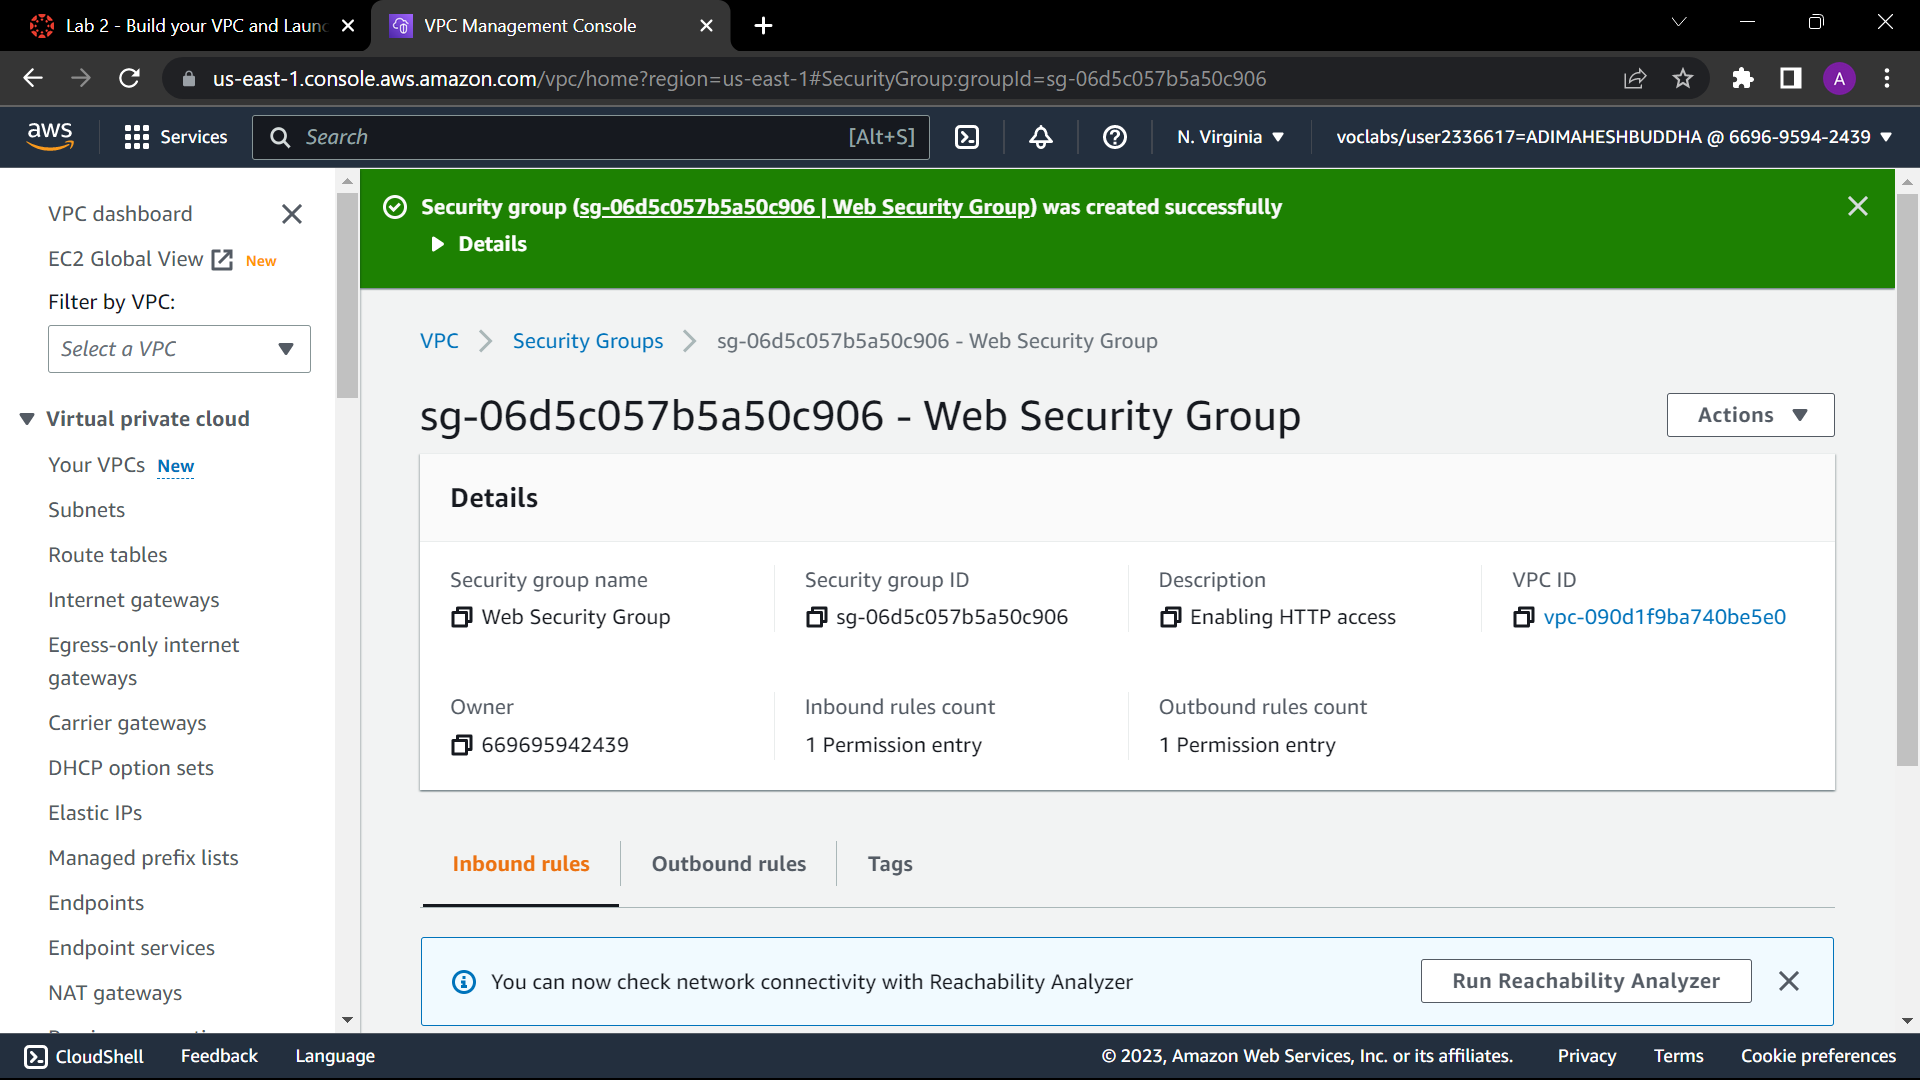 Lab 2 - Build your VPC and Laun
VPC Management Console
us-east-1.console.aws.amazon.com/vpc/home?region=us-east-1#SecurityGroup:groupId=sg-06d5c057b5a50c906
A
aws
Services
Search
[Alt+S]
N. Virginia
voclabs/user2336617=ADIMAHESHBUDDHA @ 6696-9594-2439
VPC dashboard
EC2 Global View New
Filter by VPC:
Select a VPC
Virtual private cloud
Your VPCs New
Subnets
Route tables
Internet gateways
Egress-only internet
gateways
Carrier gateways
DHCP option sets
Elastic IPs
Managed prefix lists
Endpoints
Endpoint services
NAT gateways
Security group (sg-06d5c057b5a50c906 | Web Security Group) was created successfully
Details
VPC
Security Groups
sg-06d5c057b5a50c906 - Web Security Group
sg-06d5c057b5a50c906 - Web Security Group
Actions
Details
Security group name
Web Security Group
Security group ID
sg-06d5c057b5a50c906
Description
Enabling HTTP access
VPC ID
vpc-090d1f9ba740be5e0
Owner
669695942439
Inbound rules count
1 Permission entry
Outbound rules count
1 Permission entry
Inbound rules
Outbound rules
Tags
You can now check network connectivity with Reachability Analyzer
Run Reachability Analyzer
CloudShell
Feedback
Language
© 2023, Amazon Web Services, Inc. or its affiliates.
Privacy
Terms
Cookie preferences